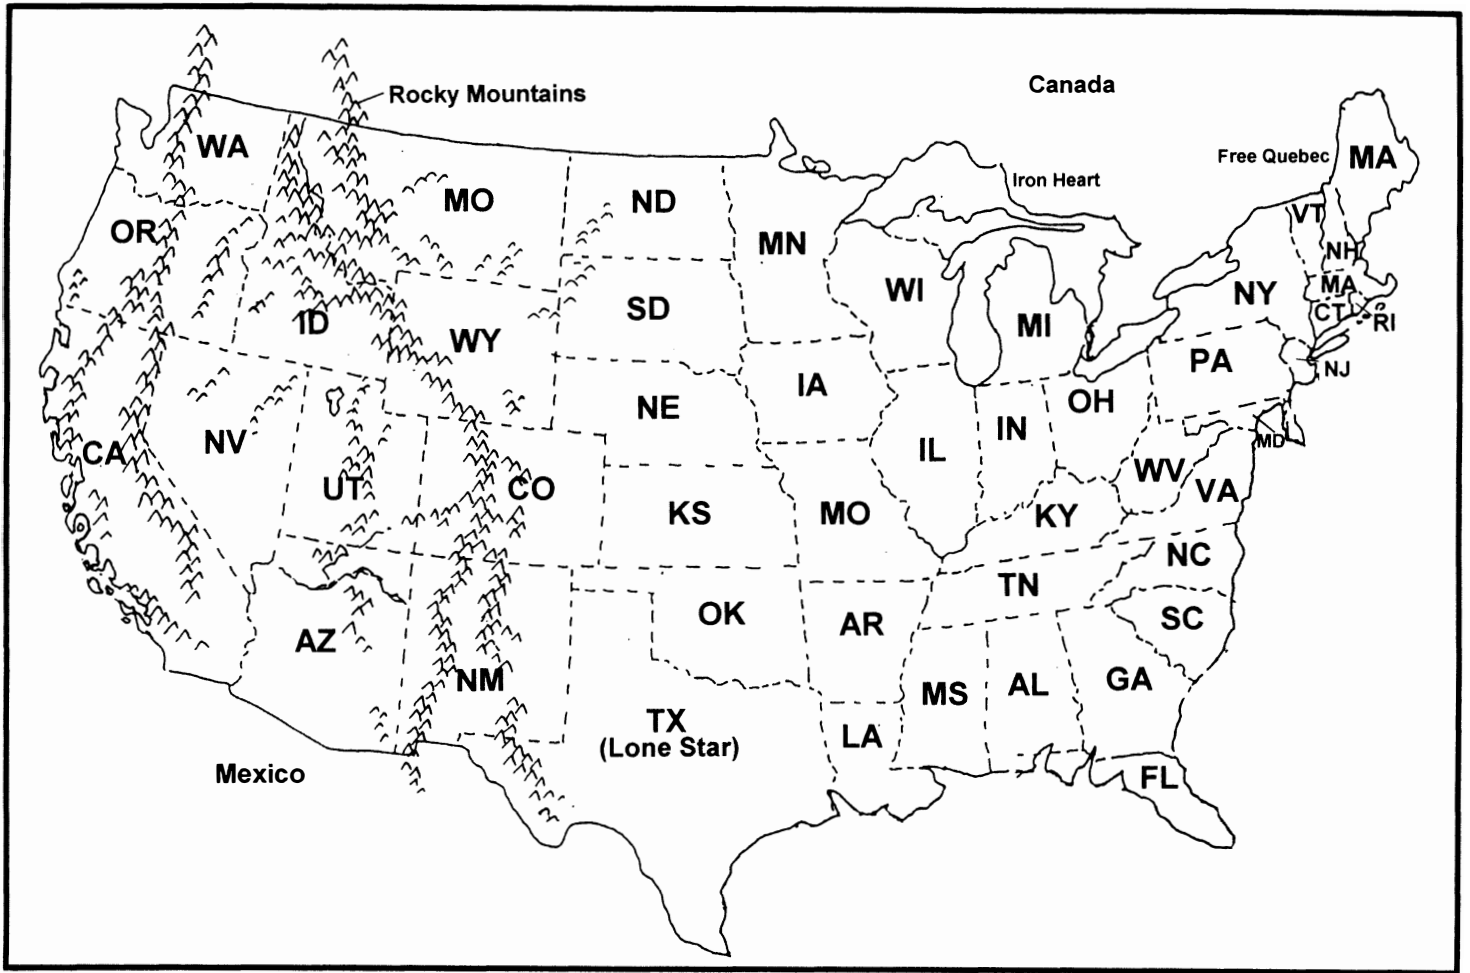 Canada
Rocky Mountains
WA
Free Quebec
MA
Iron Heart
MO
ND
OR
VT
MN
NH
WI
MA
NY
SD
CT
RI
ID
MI
WY
PA
NJ
IA
OH
NE
IN
NV
MD
CA
IL
WV
UT
CO
VA
KS
MO
KY
NC
TN
OK
AR
SC
AZ
NM
MS
AL
GA
TX
(Lone Star)
LA
Mexico
FL